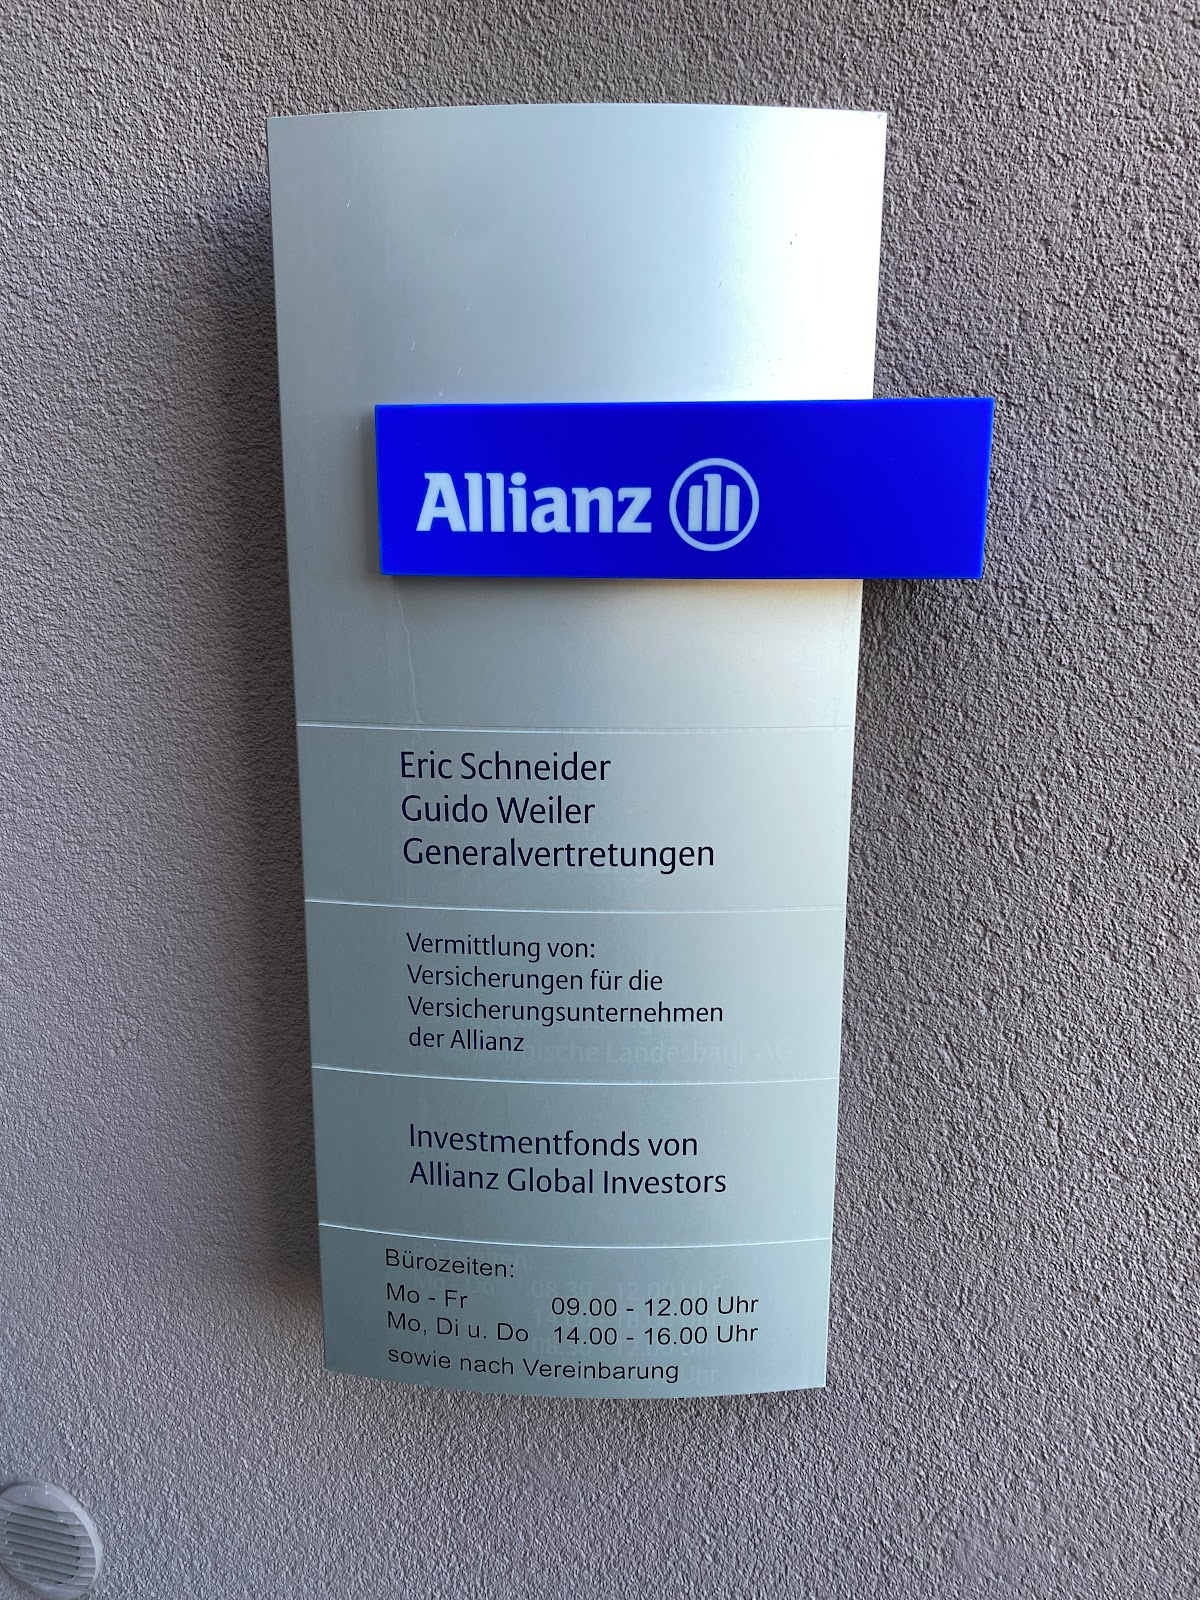 Allianz
Eric Schneider
Guido Weiler
Generalvertretungen
Vermittlung von:
Versicherungen für die
Versicherungsunternehmen
der Allianz
Investmentfonds von
Allianz Global Investors
Bürozeiten:
Mo - Fr 09.00 - 12.00 Uhr
Mo, Di u. Do 14.00 - 16.00 Uhr
sowie nach Vereinbarung